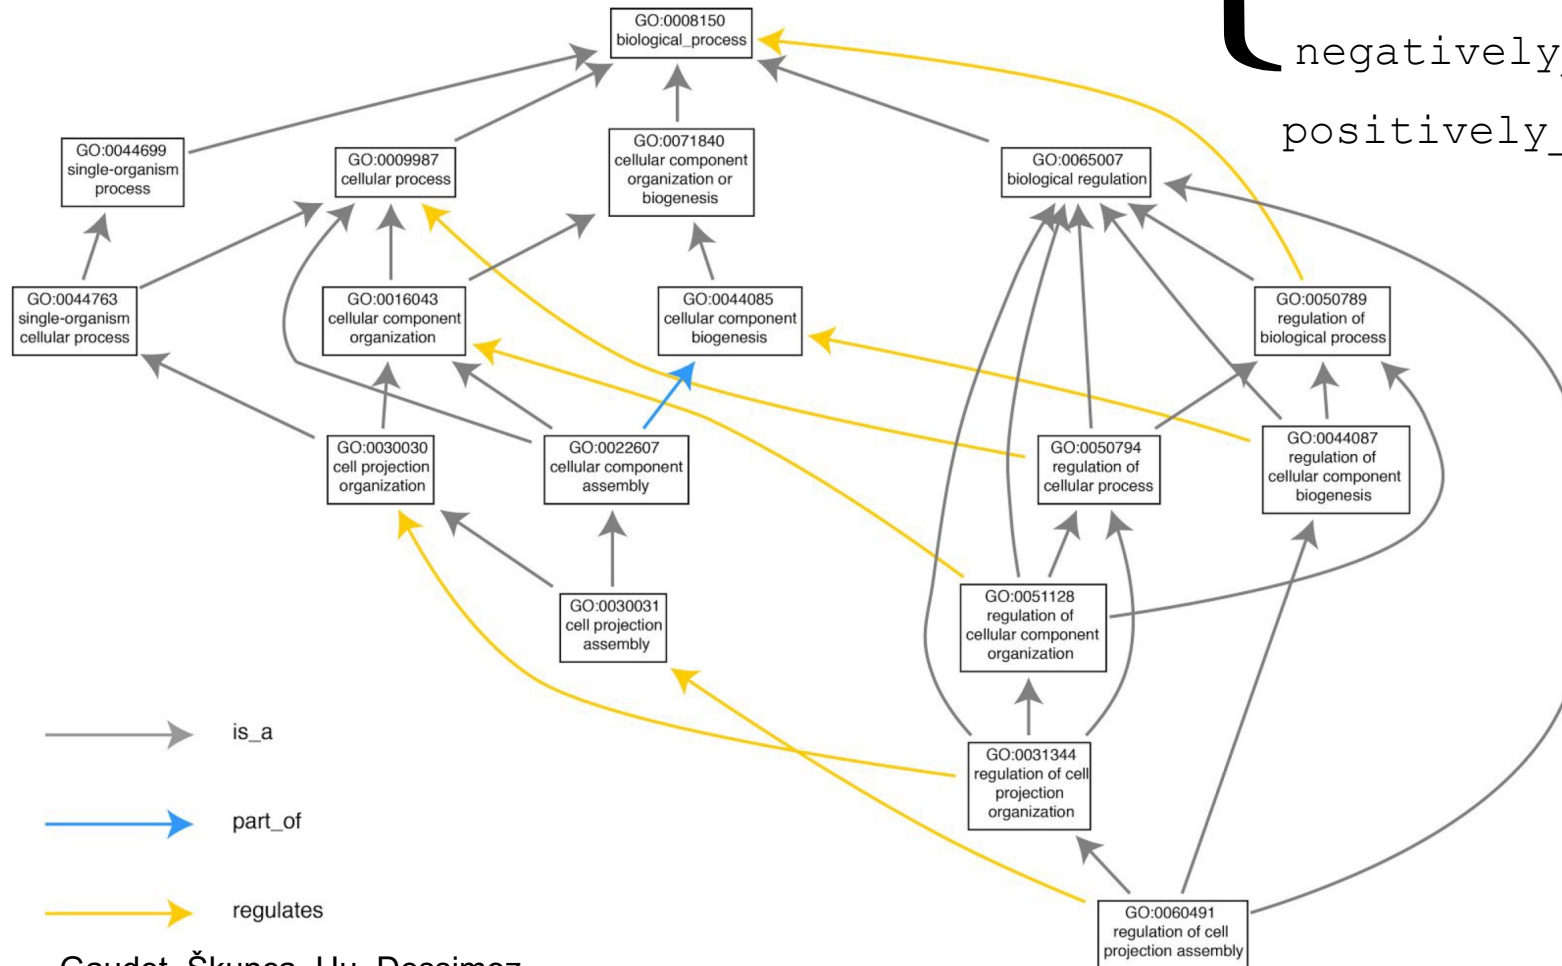 GO:0008150
biological_process
negatively_
positively_
GO:0044699
single-organism
process
GO:0009987
cellular process
GO:0071840
cellular component
organization or
biogenesis
GO:0065007
biological regulation
GO:0044763
single-organism
cellular process
GO:0016043
cellular component
organization
GO:0044085
cellular component
biogenesis
GO:0050789
regulation of
biological process
GO:0030030
cell projection
organization
GO:0022607
cellular component
assembly
GO:0050794
regulation of
cellular process
GO:0044087
regulation of
cellular component
biogenesis
GO:0030031
cell projection
assembly
GO:0051128
regulation of
cellular component
organization
GO:0031344
regulation of cell
projection
organization
GO:0060491
regulation of cell
projection assembly
is_a
part_of
regulates
Gaudet, Škunca, Hu, Dessimoz